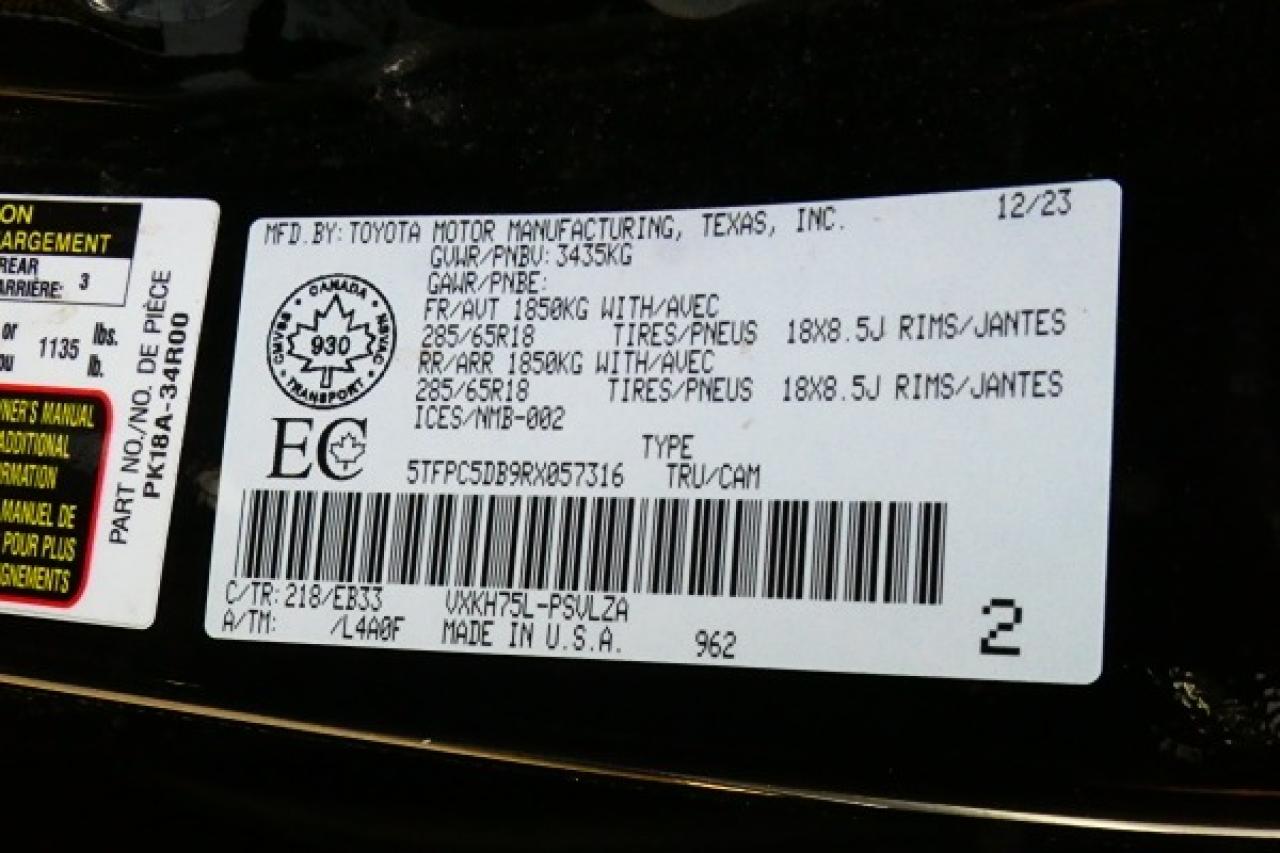 ON
ARGEMENT
REAR
ARRIÈRE: 3
or
ou
1135
lbs.
lb.
NER'S MANUAL
ADDITIONAL
ORMATION
MANUEL DE
POUR PLUS
IGNEMENTS
PART NO./NO. DE PIÈCE
PK18A-34R00
MFD.BY:TOYOTA MOTOR MANUFACTURING, TEXAS, INC. 12/23
GVWR/PNBV:3435KG
GAWR/PNBE:
FR/AVT 1850KG WITH/AVEC
285/65R18 TIRES/PNEUS 18X8.5J RIMS/JANTES
RR/ARR 1850KG WITH/AVEC
285/65R18 TIRES/PNEUS 18X8.5J RIMS/JANTES
ICES/NMB-002
CANADA
CMVSS
NSVAC
930
TRANSPORT
EC
TYPE
5TFPC5DB9RX057316 TRU/CAM
C/TR:218/EB33 VXKH75L-PSVLZA
A/TM: /L4A0F MADE IN U.S.A. 962
2